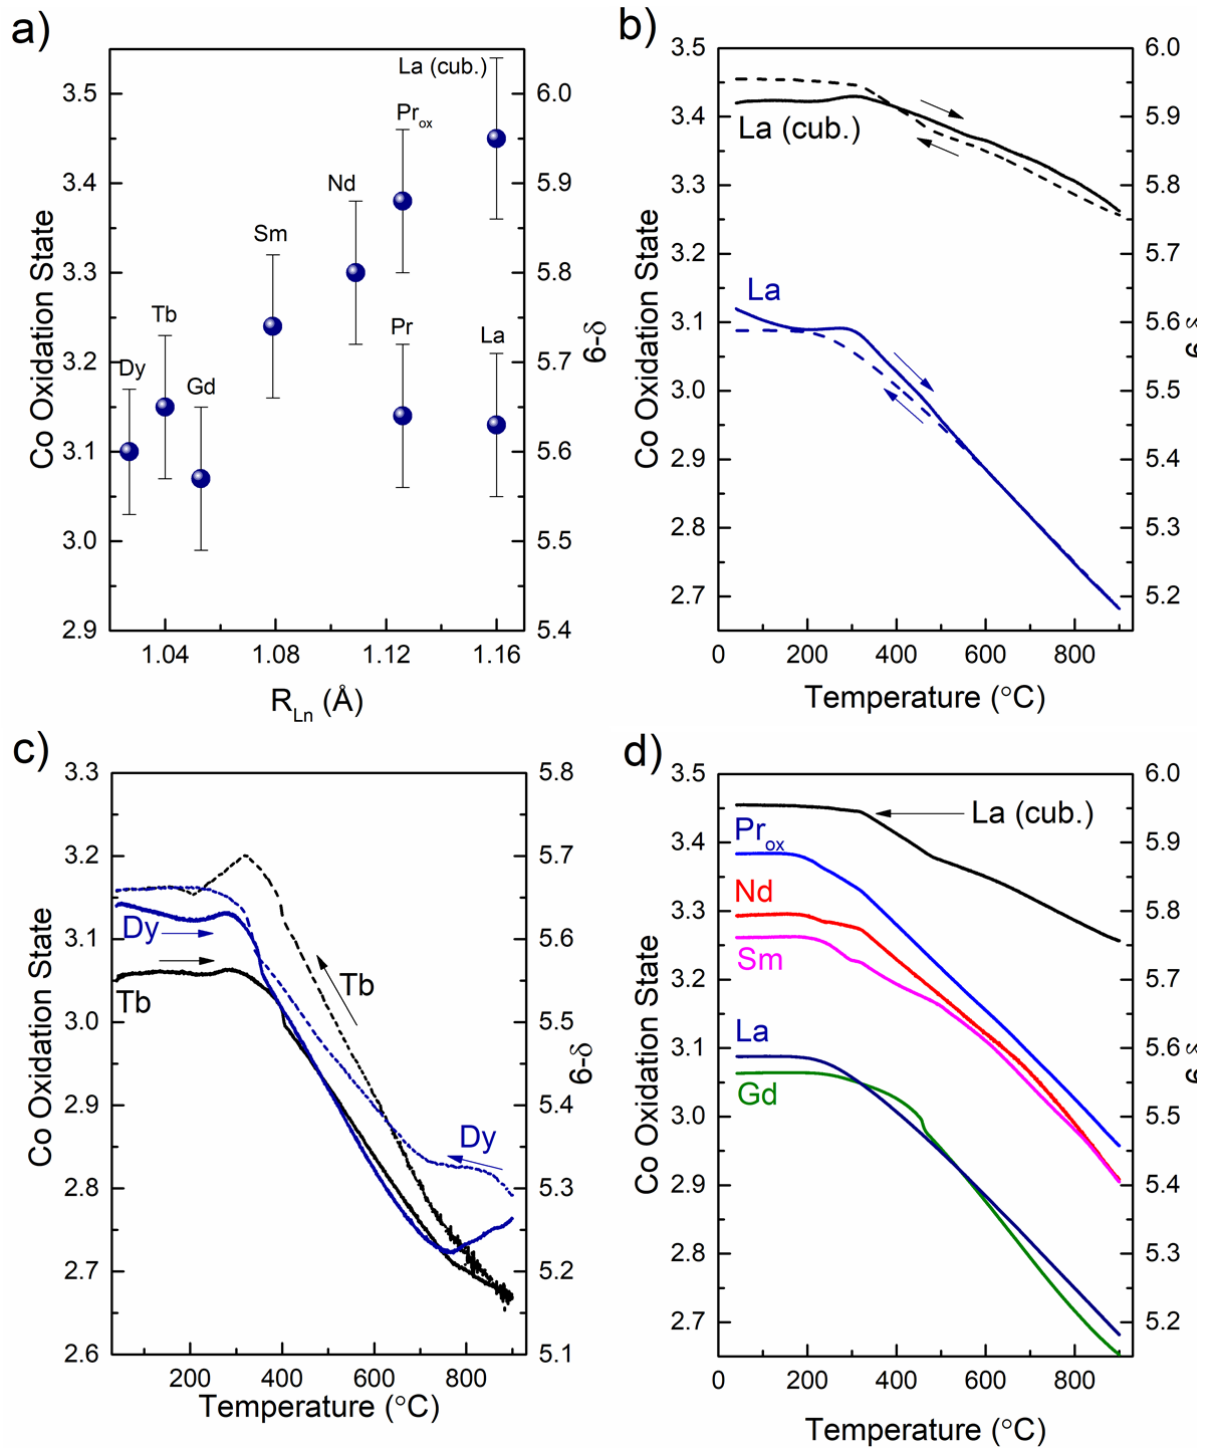 a)
La (cub.)
Pr_ox
Nd
Sm
Tb
Pr
La
Dy
Gd
3.5
3.4
3.3
3.2
3.1
3.0
2.9
6.0
5.9
5.8
5.7
5.6
5.5
5.4
1.04 1.08 1.12 1.16
Co Oxidation State
6-δ
R_Ln (Å)
b)
La (cub.)
La
3.5
3.4
3.3
3.2
3.1
3.0
2.9
2.8
2.7
6.0
5.9
5.8
5.7
5.6
5.5
5.4
5.3
5.2
0 200 400 600 800
Co Oxidation State
Temperature (°C)
c)
Dy
Tb
Tb
Dy
3.3
3.2
3.1
3.0
2.9
2.8
2.7
2.6
5.8
5.7
5.6
5.5
5.4
5.3
5.2
5.1
200 400 600 800
Co Oxidation State
6-δ
Temperature (°C)
d)
La (cub.)
Pr_ox
Nd
Sm
La
Gd
3.5
3.4
3.3
3.2
3.1
3.0
2.9
2.8
2.7
6.0
5.9
5.8
5.7
5.6
5.5
5.4
5.3
5.2
0 200 400 600 800
Co Oxidation State
Temperature (°C)